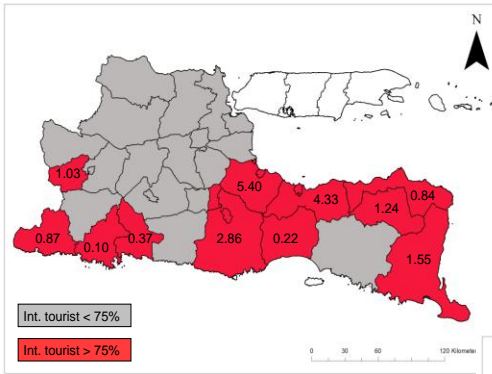 N
1.03
5.40
4.33
0.84
1.24
0.87
0.10
0.37
2.86
0.22
1.55
Int. tourist < 75%
Int. tourist > 75%
0 30 60 120 Kilomete